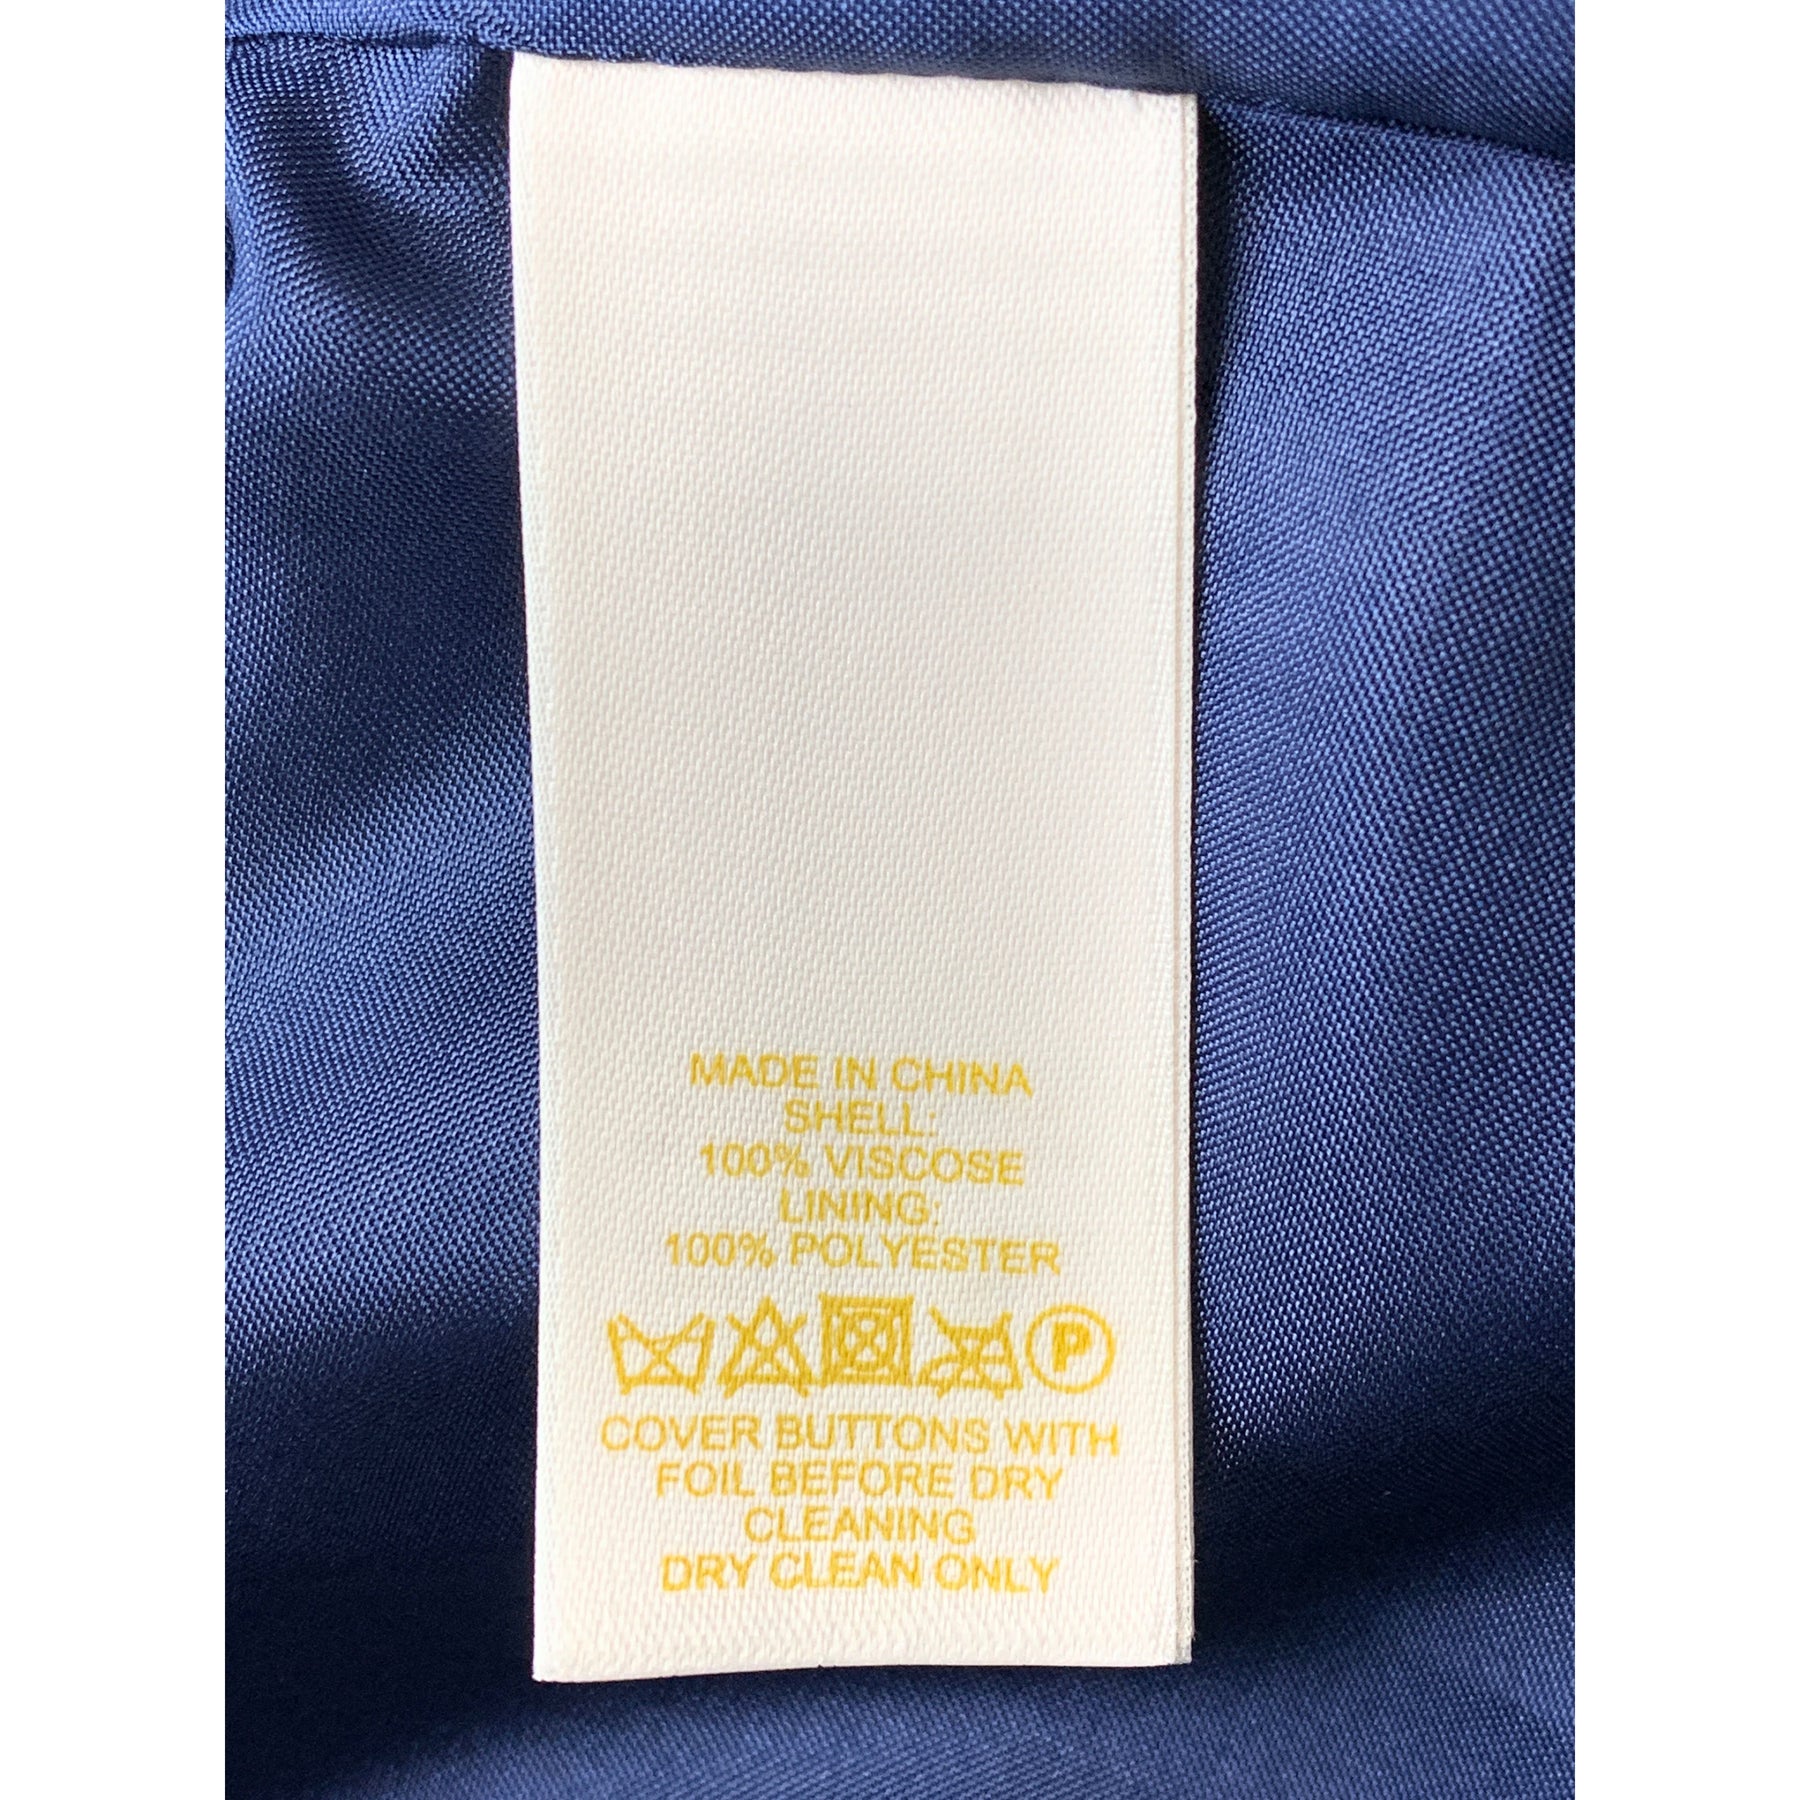 MADE IN CHINA
SHELL:
100% VISCOSE
LINING:
100% POLYESTER
P
COVER BUTTONS WITH
FOIL BEFORE DRY
CLEANING
DRY CLEAN ONLY